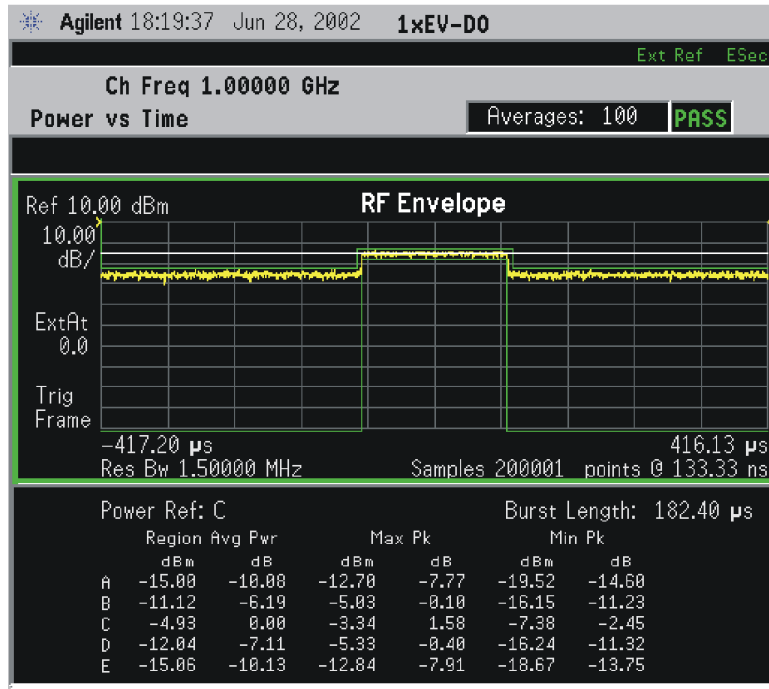 Agilent 18:19:37 Jun 28, 2002 1xEV-DO
Ext Ref ESec
Ch Freq 1.00000 GHz
Power vs Time Averages: 100 PASS
Ref 10.00 dBm RF Envelope
10.00
dB/
ExtAt
0.0
Trig
Frame
-417.20 µs 416.13 µs
Res Bw 1.50000 MHz Samples 200001 points @ 133.33 ns
Power Ref: C Burst Length: 182.40 µs
Region Avg Pwr Max Pk Min Pk
dBm dB dBm dB dBm dB
A -15.00 -10.08 -12.70 -7.77 -19.52 -14.60
B -11.12 -6.19 -5.03 -0.10 -16.15 -11.23
C -4.93 0.00 -3.34 1.58 -7.38 -2.45
D -12.04 -7.11 -5.33 -0.40 -16.24 -11.32
E -15.06 -10.13 -12.84 -7.91 -18.67 -13.75